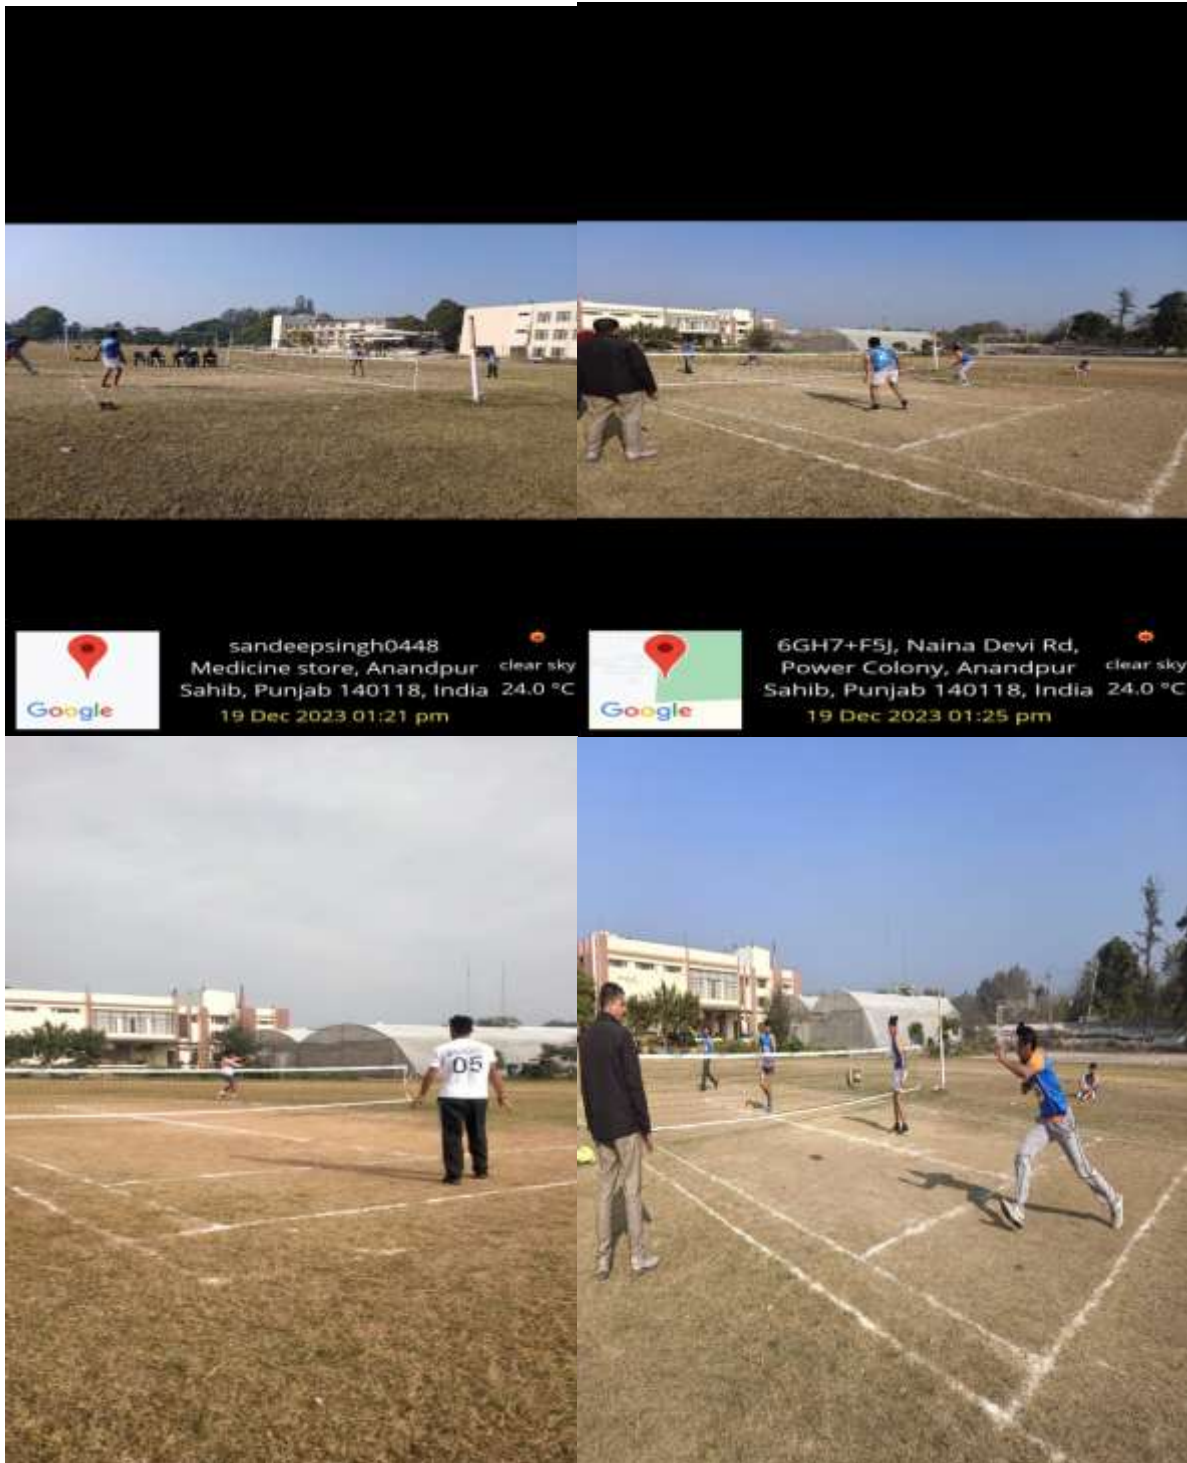 sandeepsingh0448
Medicine store, Anandpur
Sahib, Punjab 140118, India
19 Dec 2023 01:21 pm
clear sky
24.0 °C
Google
6GH7+F5J, Naina Devi Rd,
Power Colony, Anandpur
Sahib, Punjab 140118, India
19 Dec 2023 01:25 pm
clear sky
24.0 °C
Google
05